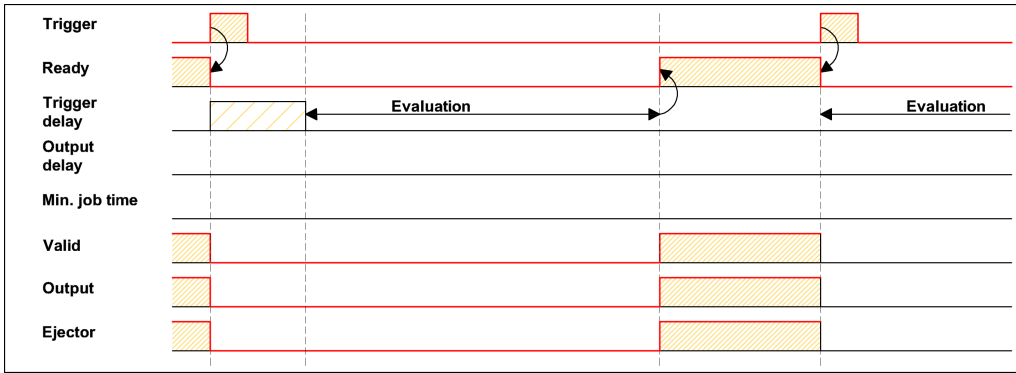 Trigger
Ready
Trigger
delay
Evaluation
Evaluation
Output
delay
Min. job time
Valid
Output
Ejector